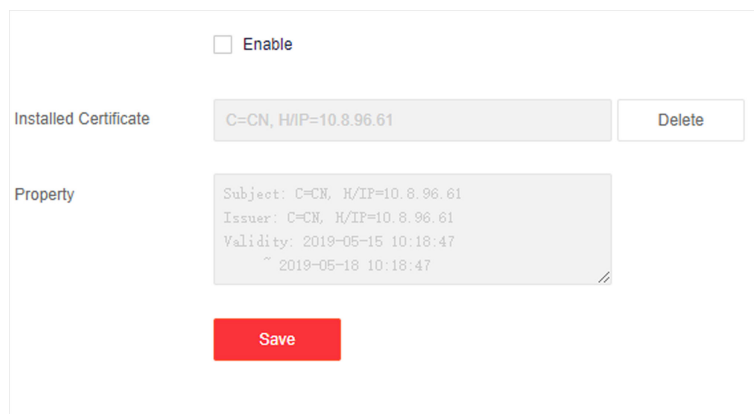 Enable
Installed Certificate
C=CN, H/IP=10.8.96.61
Delete
Property
Subject: C=CN, H/IP=10.8.96.61
Issuer: C=CN, H/IP=10.8.96.61
Validity: 2019-05-15 10:18:47
~ 2019-05-18 10:18:47
Save